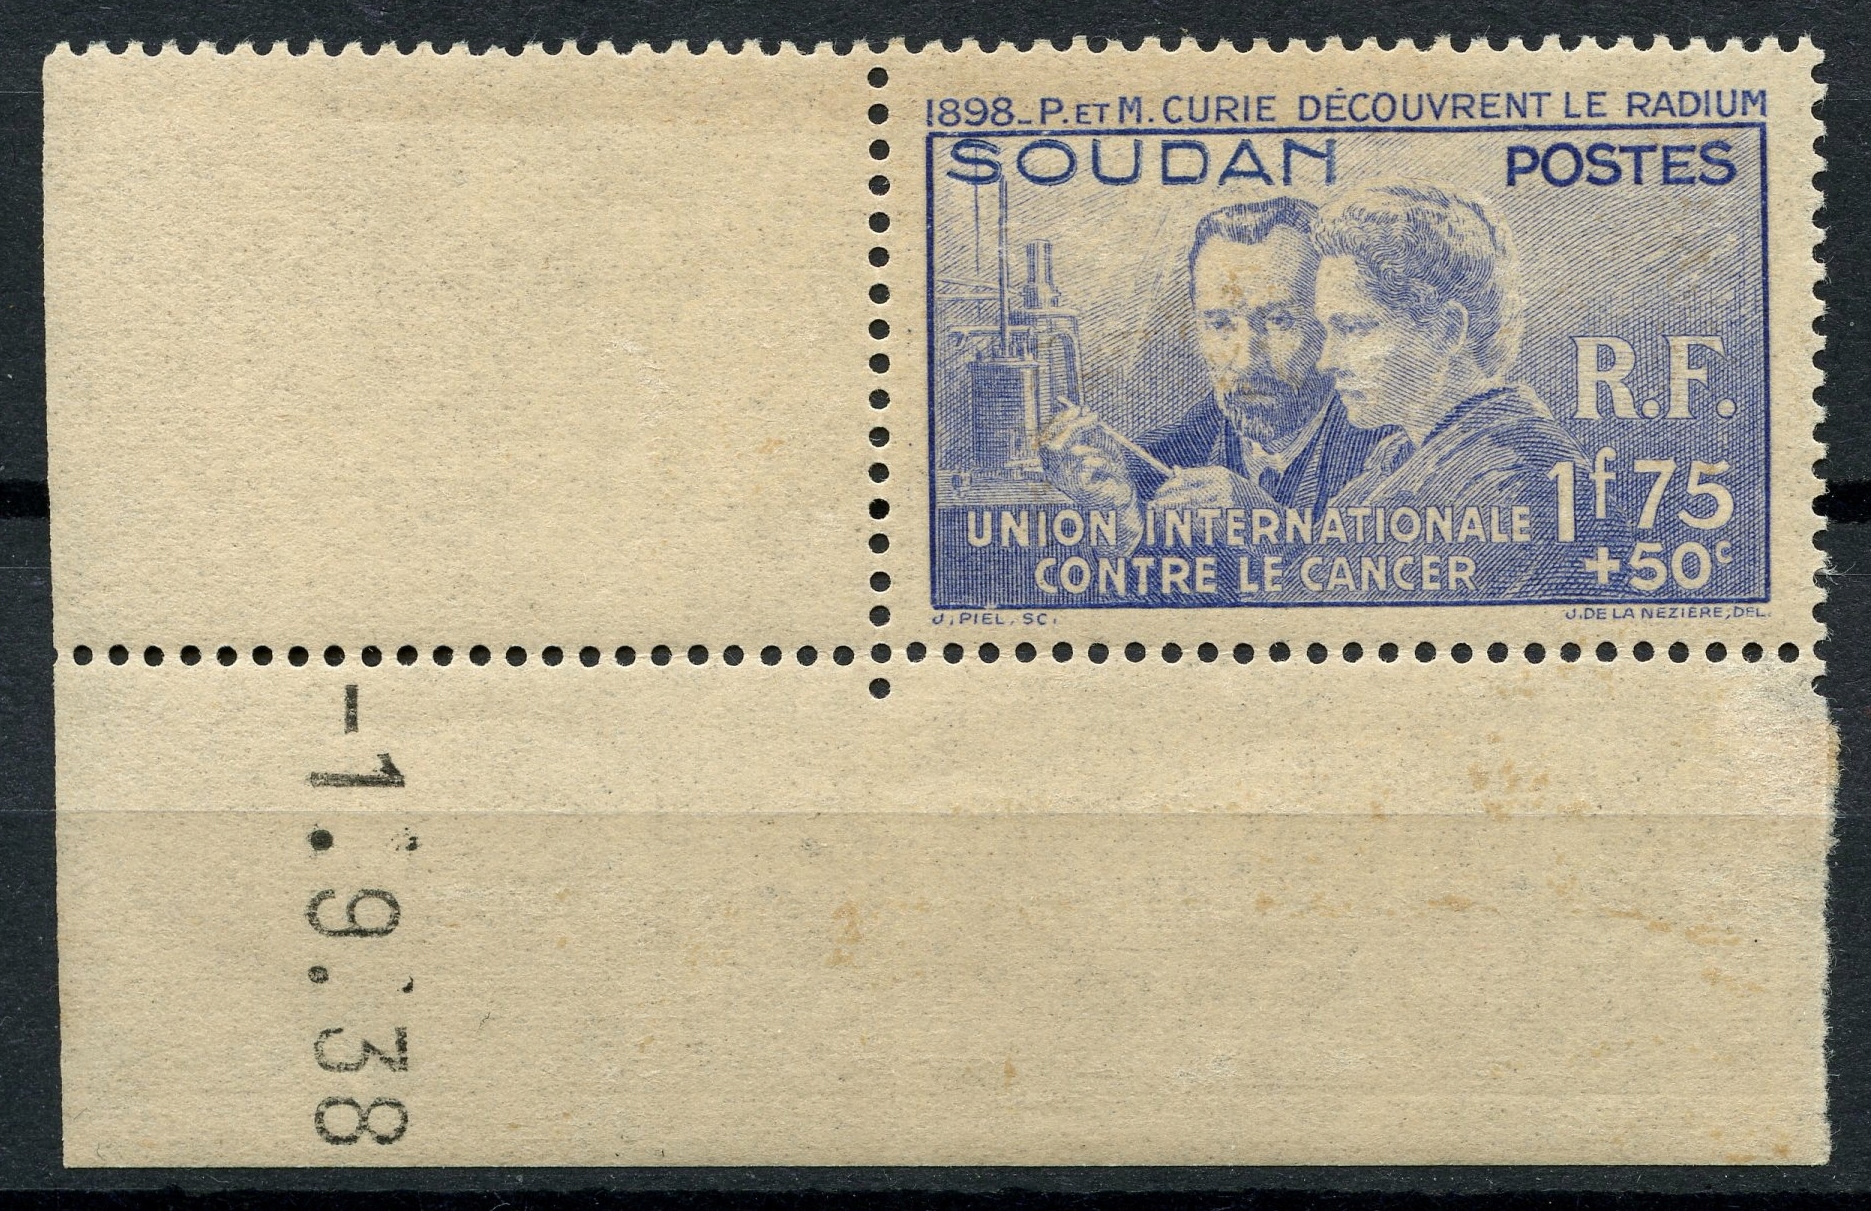 1898_P. ET M. CURIE DÉCOUVRENT LE RADIUM
SOUDAN POSTES
R.F.
1f75
+50c
UNION INTERNATIONALE
CONTRE LE CANCER
J. PIEL. SC. J. DE LA NEZIÈRE, DEL.
-1.9.38